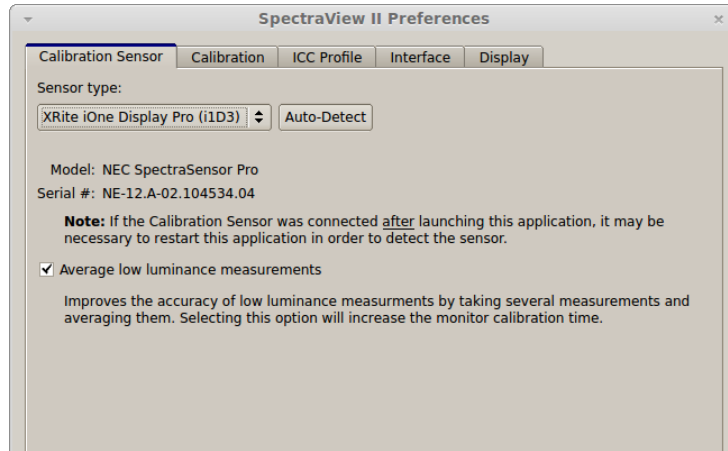 SpectraView II Preferences
Calibration Sensor Calibration ICC Profile Interface Display
Sensor type:
XRite iOne Display Pro (i1D3) Auto-Detect
Model: NEC SpectraSensor Pro
Serial #: NE-12.A-02.104534.04
Note: If the Calibration Sensor was connected after launching this application, it may be
necessary to restart this application in order to detect the sensor.
Average low luminance measurements
Improves the accuracy of low luminance measurments by taking several measurements and
averaging them. Selecting this option will increase the monitor calibration time.